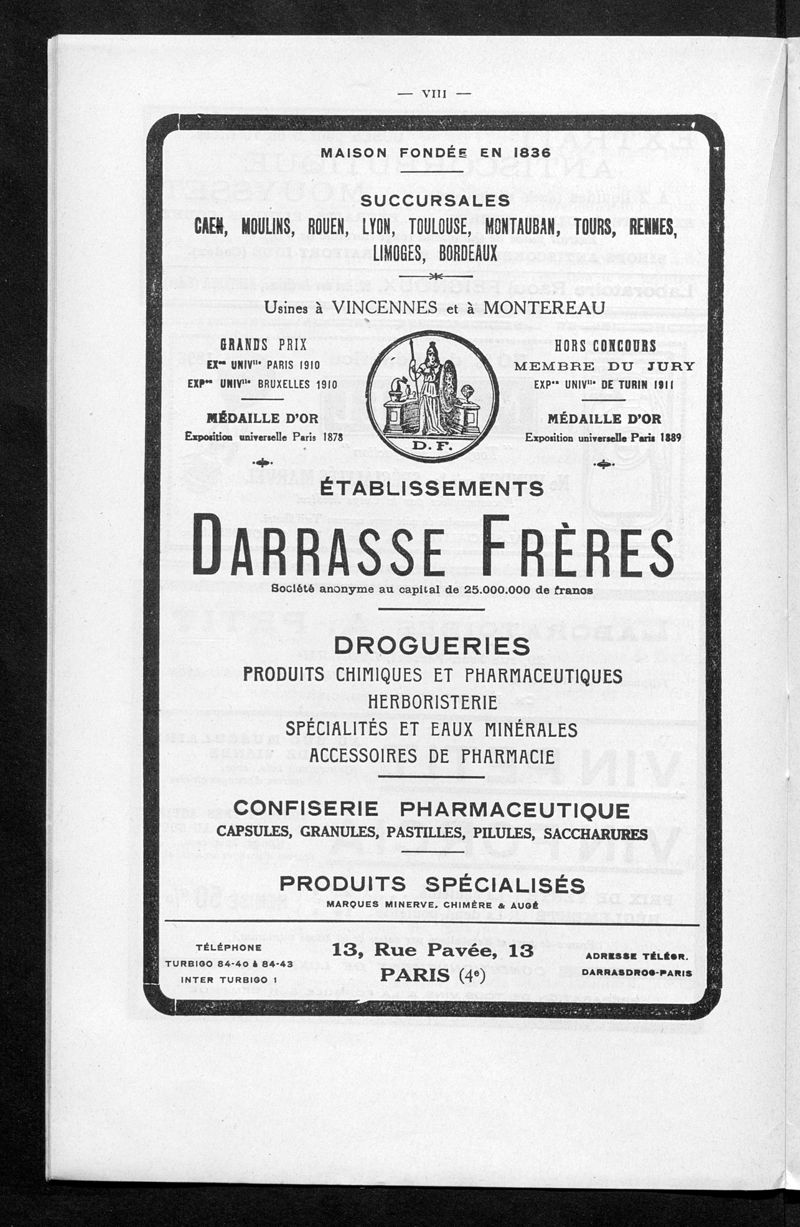 — VIII —
MAISON FONDÉE EN 1836
SUCCURSALES
CAEN, MOULINS, ROUEN, LYON, TOULOUSE, MONTAUBAN, TOURS, RENNES,
LIMOGES, BORDEAUX
Usines à VINCENNES et à MONTEREAU
GRANDS PRIX
EXons UNIVlles PARIS 1910
EXPons UNIVlles BRUXELLES 1910
MÉDAILLE D'OR
Exposition universelle Paris 1878
D. F.
HORS CONCOURS
MEMBRE DU JURY
EXPon UNIVlle DE TURIN 1911
MÉDAILLE D'OR
Exposition universelle Paris 1889
ÉTABLISSEMENTS
DARRASSE FRÈRES
Société anonyme au capital de 25.000.000 de francs
DROGUERIES
PRODUITS CHIMIQUES ET PHARMACEUTIQUES
HERBORISTERIE
SPÉCIALITÉS ET EAUX MINÉRALES
ACCESSOIRES DE PHARMACIE
CONFISERIE PHARMACEUTIQUE
CAPSULES, GRANULES, PASTILLES, PILULES, SACCHARURES
PRODUITS SPÉCIALISÉS
MARQUES MINERVE, CHIMÈRE & AUGÉ
TÉLÉPHONE
TURBIGO 84-40 à 84-43
INTER TURBIGO 1
13, Rue Pavée, 13
PARIS (4e)
ADRESSE TÉLÉGR.
DARRASDROG-PARIS